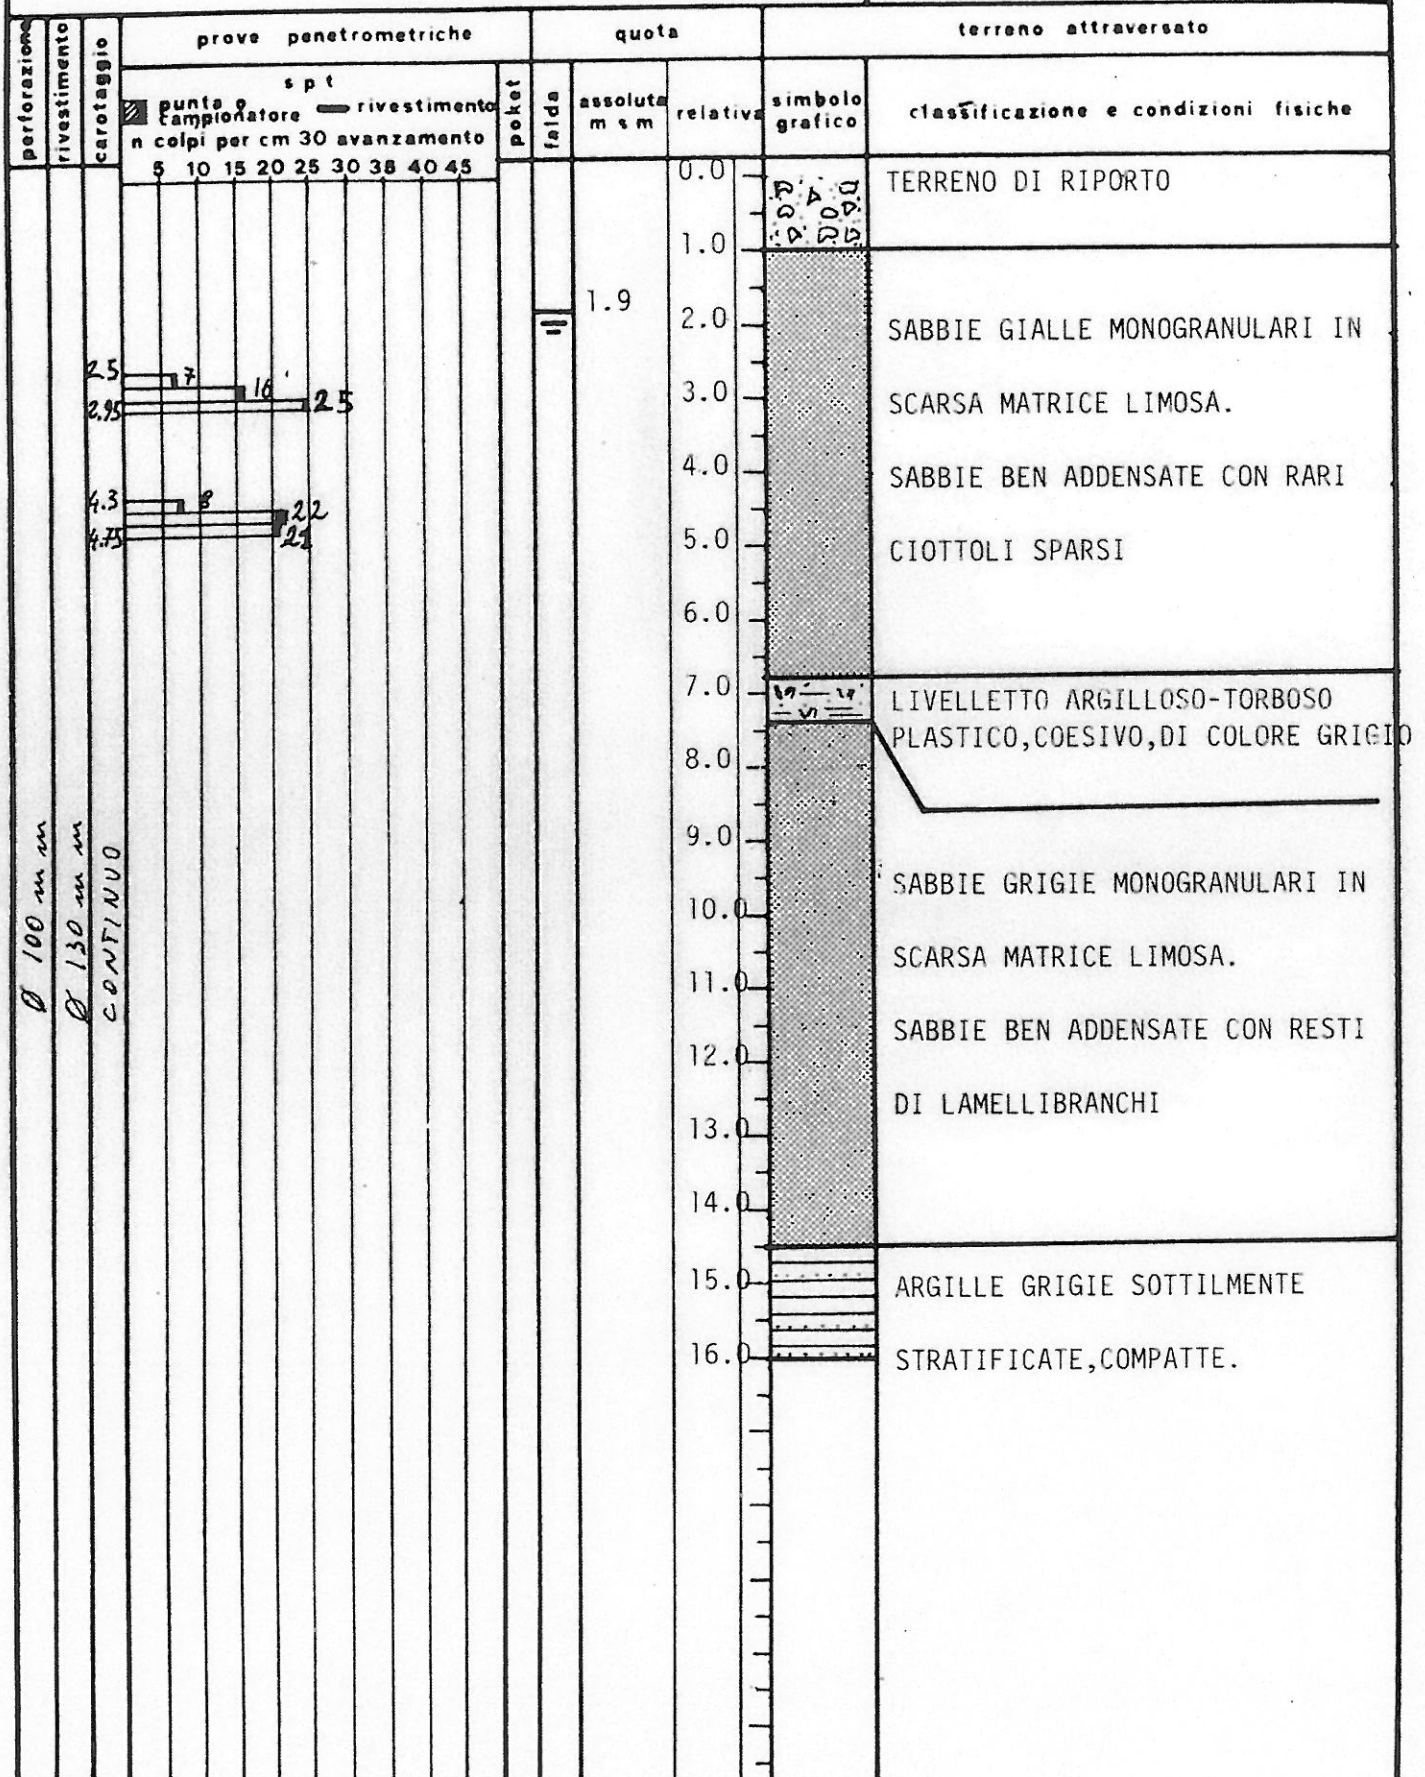 perforazione
rivestimento
carotaggio
prove penetrometriche
quota
terreno attraversato
s p t
punta o campionatore
rivestimento
n colpi per cm 30 avanzamento
5 10 15 20 25 30 38 40 45
poket
falda
assoluta
m s m
relativa
simbolo
grafico
classificazione e condizioni fisiche
0.0
TERRENO DI RIPORTO
1.0
1.9
2.0
SABBIE GIALLE MONOGRANULARI IN
2.5
7
16
3.0
SCARSA MATRICE LIMOSA.
2.95
25
4.0
SABBIE BEN ADDENSATE CON RARI
4.3
8
22
4.75
21
5.0
CIOTTOLI SPARSI
6.0
7.0
LIVELLETTO ARGILLOSO-TORBOSO
PLASTICO,COESIVO,DI COLORE GRIGIO
8.0
9.0
SABBIE GRIGIE MONOGRANULARI IN
10.0
SCARSA MATRICE LIMOSA.
11.0
SABBIE BEN ADDENSATE CON RESTI
12.0
DI LAMELLIBRANCHI
13.0
14.0
15.0
ARGILLE GRIGIE SOTTILMENTE
16.0
STRATIFICATE,COMPATTE.
Ø 100 mm
Ø 130 mm
CONTINUO